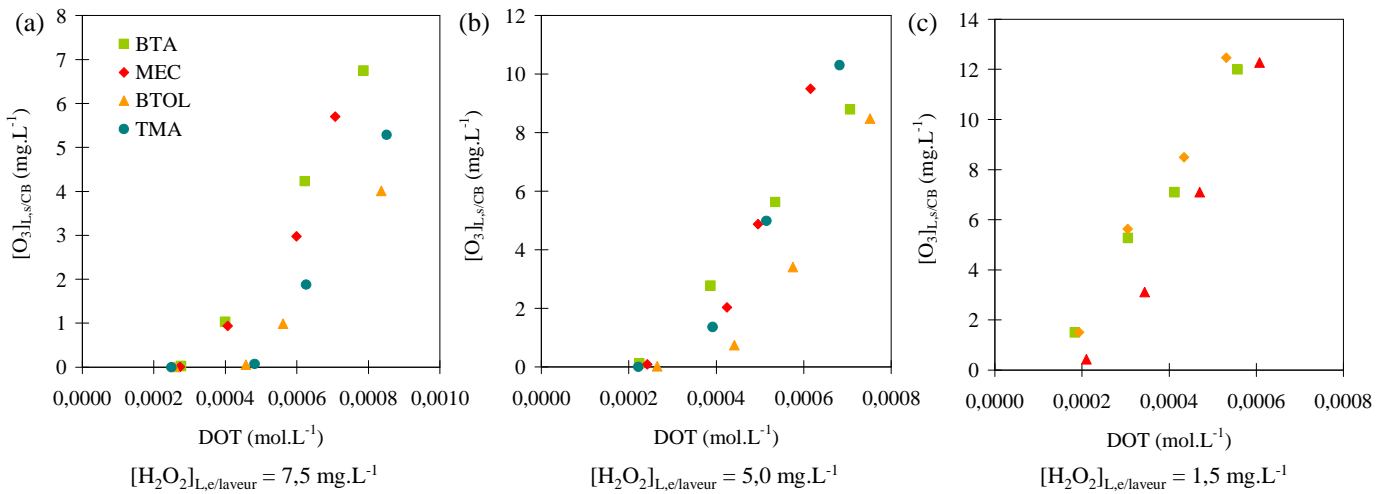 (a)
8
7
6
5
4
3
2
1
0
[O₃]L,s/CB (mg.L⁻¹)
BTA
MEC
BTOL
TMA
0,0000 0,0002 0,0004 0,0006 0,0008 0,0010
DOT (mol.L⁻¹)
[H₂O₂]L,e/laveur = 7,5 mg.L⁻¹
(b)
12
10
8
6
4
2
0
[O₃]L,s/CB (mg.L⁻¹)
0,0000 0,0002 0,0004 0,0006 0,0008
DOT (mol.L⁻¹)
[H₂O₂]L,e/laveur = 5,0 mg.L⁻¹
(c)
14
12
10
8
6
4
2
0
[O₃]L,s/CB (mg.L⁻¹)
0,0000 0,0002 0,0004 0,0006 0,0008
DOT (mol.L⁻¹)
[H₂O₂]L,e/laveur = 1,5 mg.L⁻¹